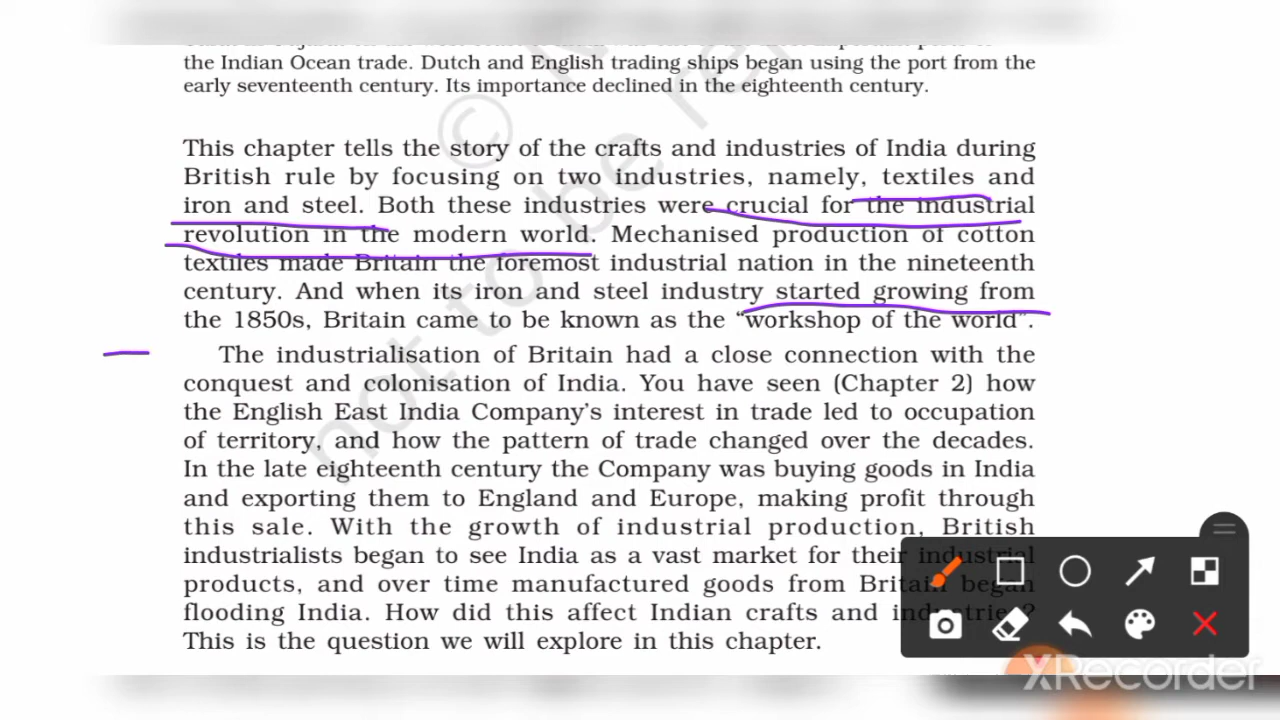 the Indian Ocean trade. Dutch and English trading ships began using the port from the
early seventeenth century. Its importance declined in the eighteenth century.
This chapter tells the story of the crafts and industries of India during
British rule by focusing on two industries, namely, textiles and
iron and steel. Both these industries were crucial for the industrial
revolution in the modern world. Mechanised production of cotton
textiles made Britain the foremost industrial nation in the nineteenth
century. And when its iron and steel industry started growing from
the 1850s, Britain came to be known as the “workshop of the world”.
The industrialisation of Britain had a close connection with the
conquest and colonisation of India. You have seen (Chapter 2) how
the English East India Company’s interest in trade led to occupation
of territory, and how the pattern of trade changed over the decades.
In the late eighteenth century the Company was buying goods in India
and exporting them to England and Europe, making profit through
this sale. With the growth of industrial production, British
industrialists began to see India as a vast market for their industrial
products, and over time manufactured goods from Britain began
flooding India. How did this affect Indian crafts and industries?
This is the question we will explore in this chapter.
not to be re
XRecorder